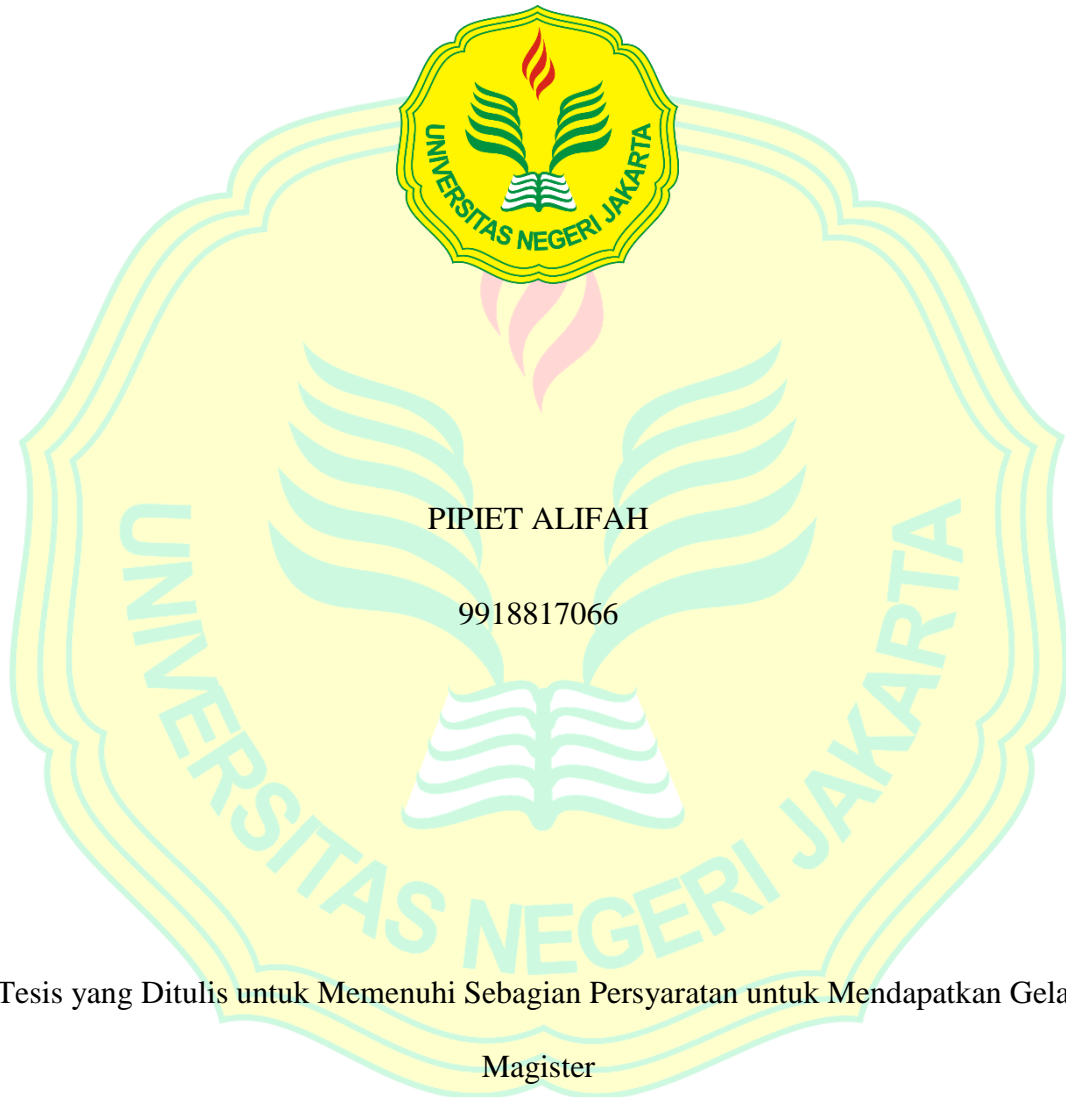 UNIVERSITAS NEGERI JAKARTA
PIPIET ALIFAH
9918817066
UNIVERSITAS NEGERI JAKARTA
Tesis yang Ditulis untuk Memenuhi Sebagian Persyaratan untuk Mendapatkan Gela
Magister